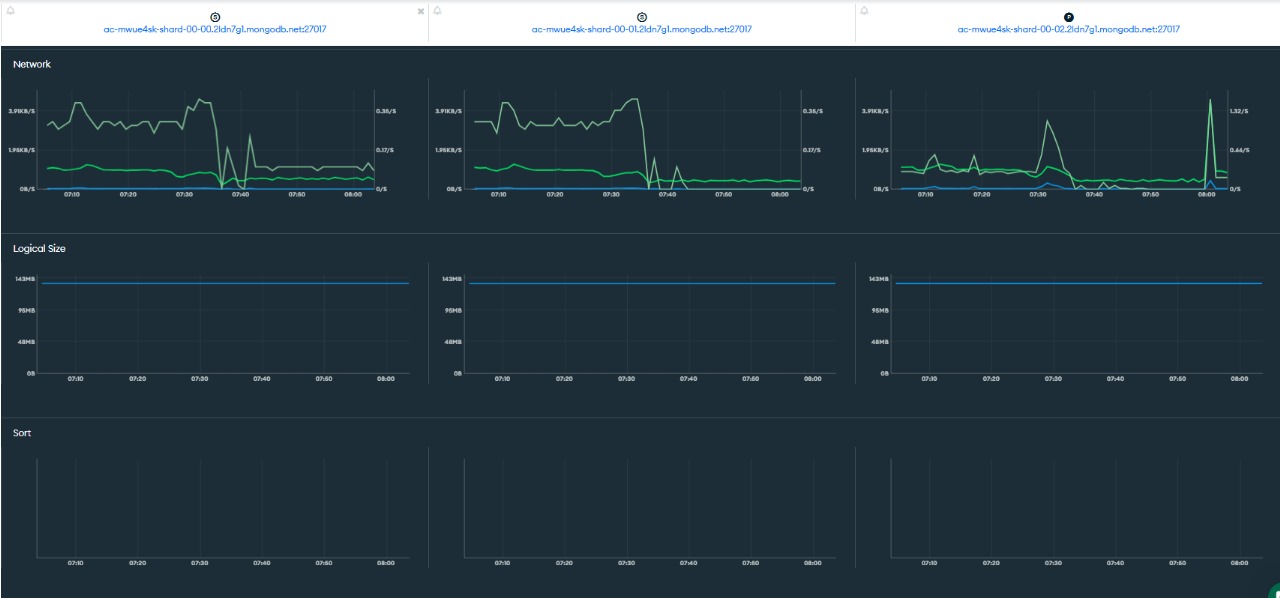 S
S
P
ac-mwue4sk-shard-00-00.2ldn7g1.mongodb.net:27017
ac-mwue4sk-shard-00-01.2ldn7g1.mongodb.net:27017
ac-mwue4sk-shard-00-02.2ldn7g1.mongodb.net:27017
Network
3.91KB/S
1.95KB/S
0B/S
0.35/S
0.17/S
0/S
07:10 07:20 07:30 07:40 07:50 08:00
3.91KB/S
1.95KB/S
0B/S
0.35/S
0.17/S
0/S
07:10 07:20 07:30 07:40 07:50 08:00
3.91KB/S
1.95KB/S
0B/S
0.44/S
0/S
07:10 07:20 07:30 07:40 07:50 08:00
Logical Size
143MB
95MB
48MB
0B
07:10 07:20 07:30 07:40 07:50 08:00
143MB
95MB
48MB
0B
07:10 07:20 07:30 07:40 07:50 08:00
143MB
95MB
48MB
0B
07:10 07:20 07:30 07:40 07:50 08:00
Sort
07:10 07:20 07:30 07:40 07:50 08:00
07:10 07:20 07:30 07:40 07:50 08:00
07:10 07:20 07:30 07:40 07:50 08:00